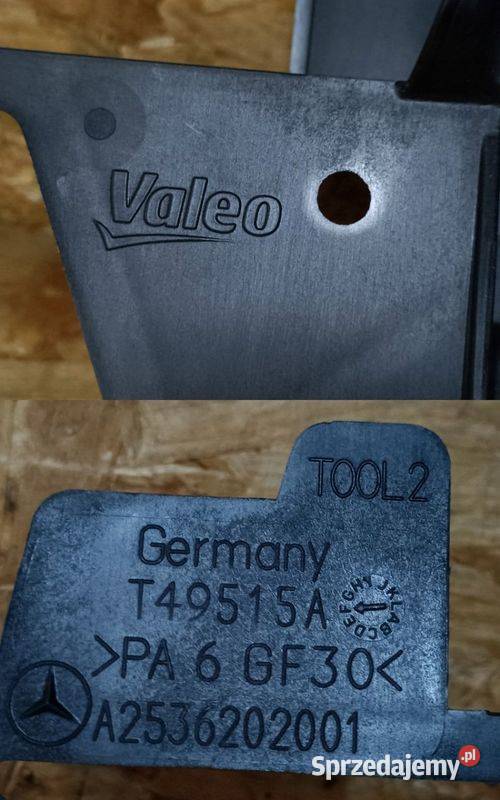 Valeo
TOOL2
Germany
T49515A
>PA 6 GF30<
A2536202001
Sprzedajemy.pl